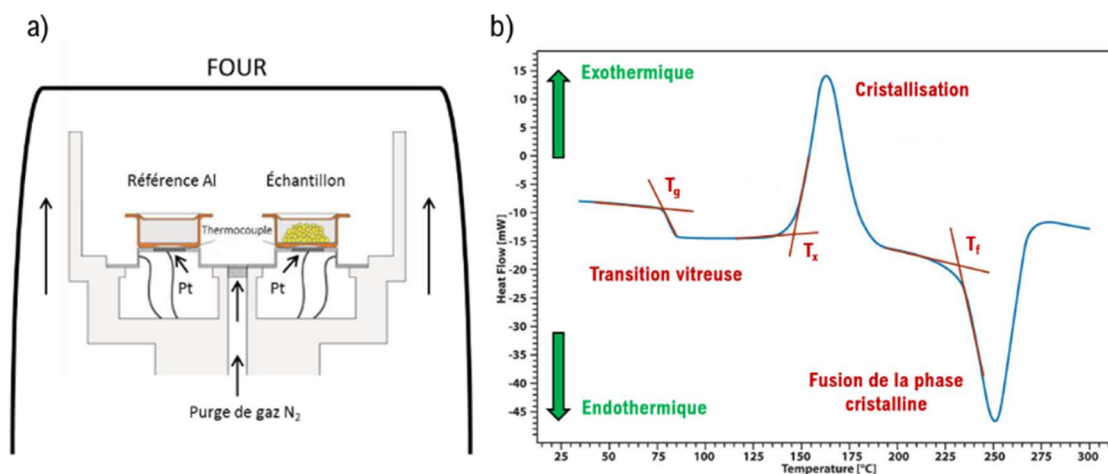 a)
FOUR
Référence Al
Échantillon
Thermocouple
Pt
Pt
Purge de gaz N₂
b)
Exothermique
Cristallisation
Tg
Transition vitreuse
Tx
Tf
Fusion de la phase
cristalline
Endothermique
Heat Flow [mW]
15
10
5
0
-5
-10
-15
-20
-25
-30
-35
-40
-45
25 50 75 100 125 150 175 200 225 250 275 300
Temperature [°C]